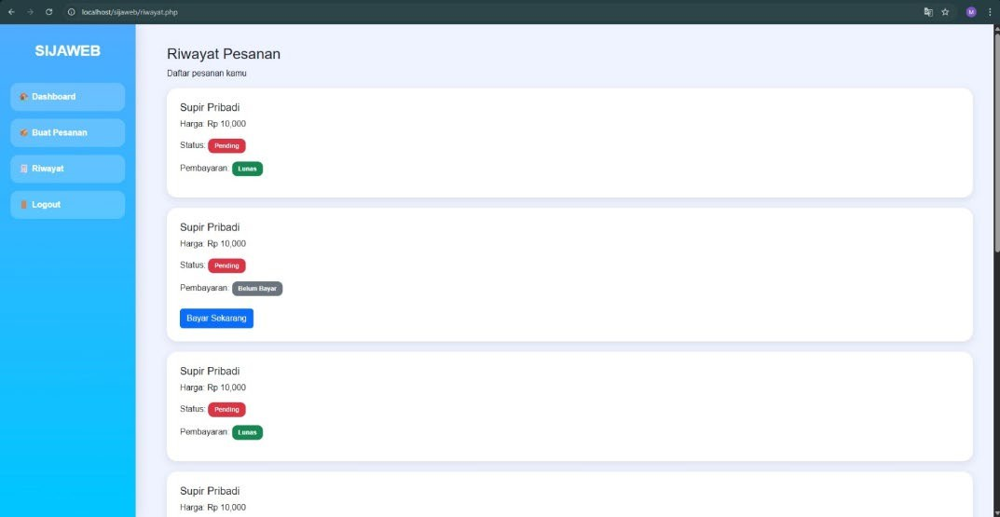 localhost/sijaweb/riwayat.php
M
SIJAWEB
Dashboard
Buat Pesanan
Riwayat
Logout
Riwayat Pesanan
Daftar pesanan kamu
Supir Pribadi
Harga: Rp 10,000
Status: Pending
Pembayaran: Lunas
Supir Pribadi
Harga: Rp 10,000
Status: Pending
Pembayaran: Belum Bayar
Bayar Sekarang
Supir Pribadi
Harga: Rp 10,000
Status: Pending
Pembayaran: Lunas
Supir Pribadi
Harga: Rp 10,000